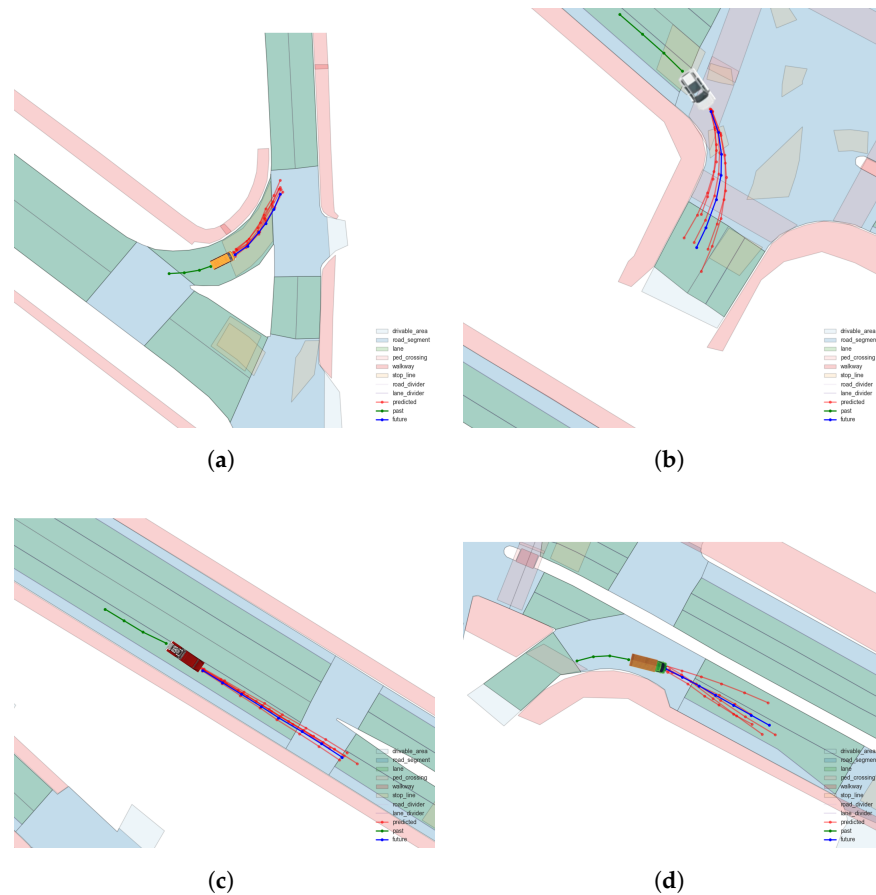 drivable_area
road_segment
lane
ped_crossing
walkway
stop_line
road_divider
lane_divider
predicted
past
future
(a)
drivable_area
road_segment
lane
ped_crossing
walkway
stop_line
road_divider
lane_divider
predicted
past
future
(b)
drivable_area
road_segment
lane
ped_crossing
walkway
stop_line
road_divider
lane_divider
predicted
past
future
(c)
drivable_area
road_segment
lane
ped_crossing
walkway
stop_line
road_divider
lane_divider
predicted
past
future
(d)